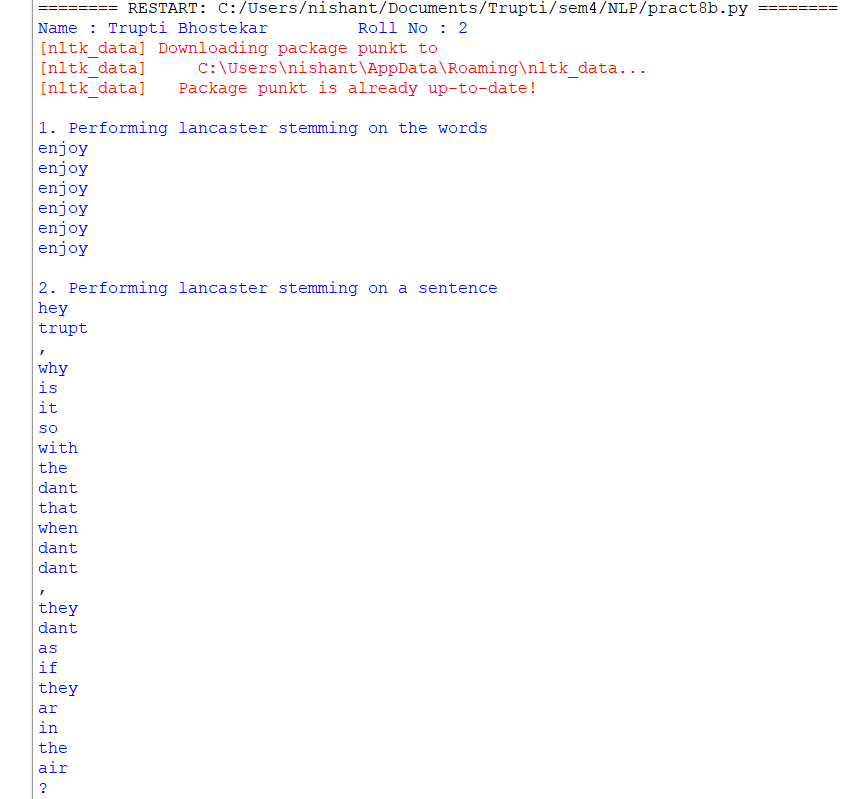 ======== RESTART: C:/Users/nishant/Documents/Trupti/sem4/NLP/pract8b.py ========
Name : Trupti Bhostekar         Roll No : 2
[nltk_data] Downloading package punkt to
[nltk_data]     C:\Users\nishant\AppData\Roaming\nltk_data...
[nltk_data]   Package punkt is already up-to-date!

1. Performing lancaster stemming on the words
enjoy
enjoy
enjoy
enjoy
enjoy
enjoy

2. Performing lancaster stemming on a sentence
hey
trupt
,
why
is
it
so
with
the
dant
that
when
dant
dant
,
they
dant
as
if
they
ar
in
the
air
?